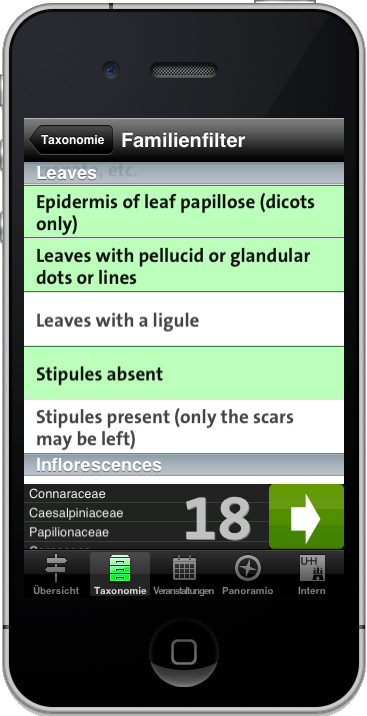 Taxonomie
Familienfilter
etc.
Leaves
Epidermis of leaf papillose (dicots
only)
Leaves with pellucid or glandular
dots or lines
Leaves with a ligule
Stipules absent
Stipules present (only the scars
may be left)
Inflorescences
Connaraceae
Caesalpiniaceae
Papilionaceae
18
Übersicht
Taxonomie
Veranstaltungen
Panoramio
Intern